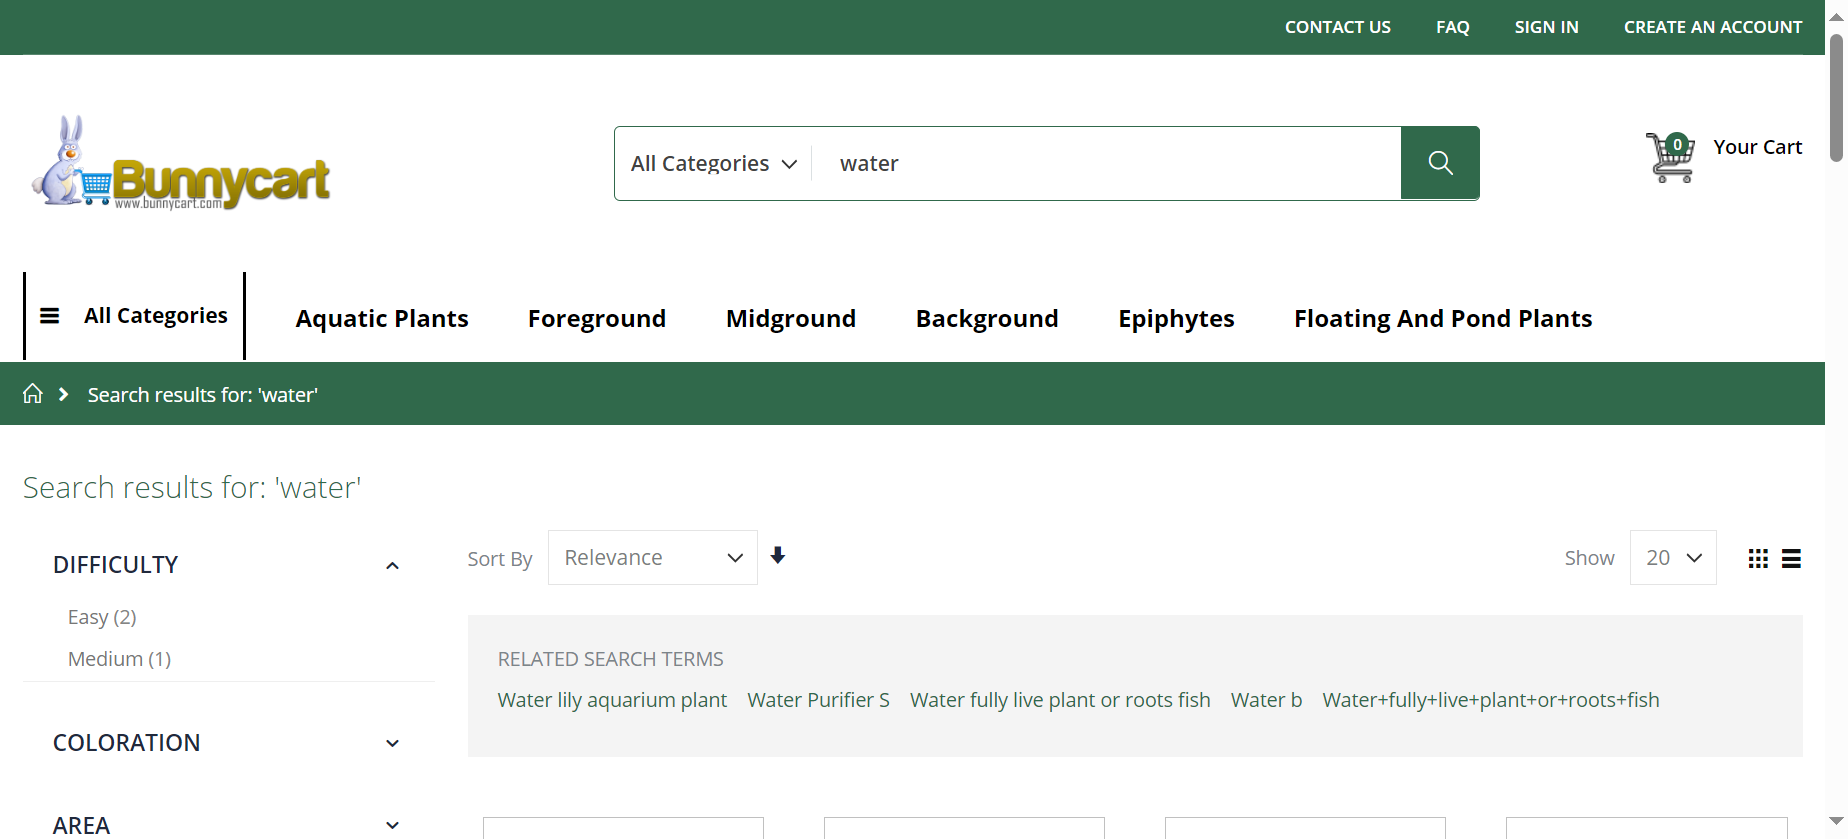 CONTACT US FAQ SIGN IN CREATE AN ACCOUNT
Bunnycart
www.bunnycart.com
All Categories water
0 Your Cart
All Categories Aquatic Plants Foreground Midground Background Epiphytes Floating And Pond Plants
Search results for: 'water'
Search results for: 'water'
DIFFICULTY
Easy (2)
Medium (1)
COLORATION
AREA
Sort By Relevance
Show 20
RELATED SEARCH TERMS
Water lily aquarium plant Water Purifier S Water fully live plant or roots fish Water b Water+fully+live+plant+or+roots+fish